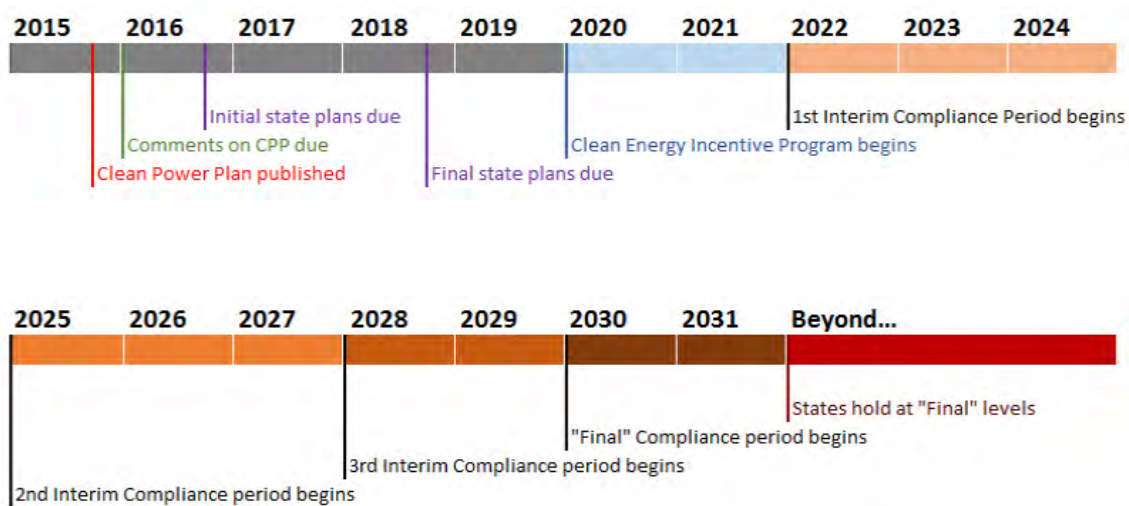 2015 2016 2017 2018 2019 2020 2021 2022 2023 2024
Initial state plans due
1st Interim Compliance Period begins
Comments on CPP due
Clean Energy Incentive Program begins
Clean Power Plan published
Final state plans due
2025 2026 2027 2028 2029 2030 2031 Beyond...
States hold at "Final" levels
"Final" Compliance period begins
3rd Interim Compliance period begins
2nd Interim Compliance period begins